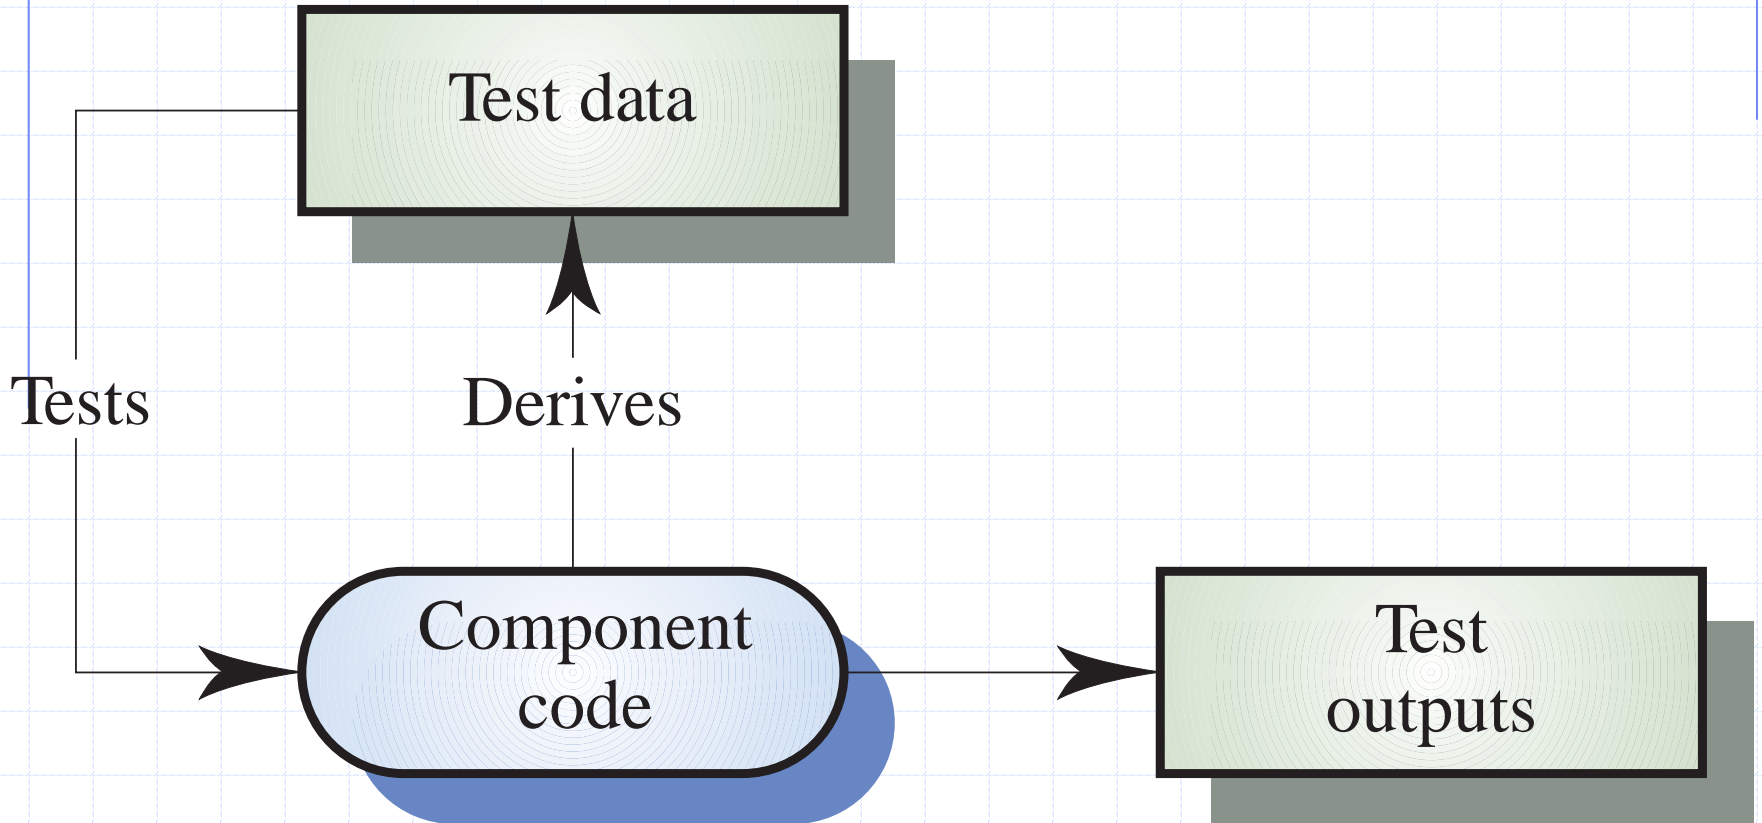 Test data
Tests
Derives
Component
code
Test
outputs